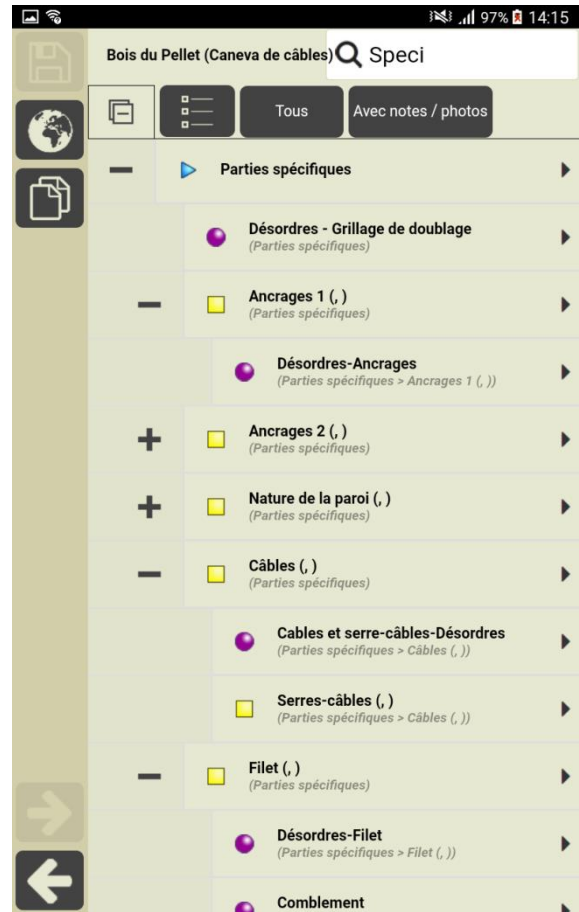 97% 14:15
Bois du Pellet (Caneva de câbles) Speci
Tous Avec notes / photos
Parties spécifiques
Désordres - Grillage de doublage
(Parties spécifiques)
Ancrages 1 (, )
(Parties spécifiques)
Désordres-Ancrages
(Parties spécifiques > Ancrages 1 (, ))
Ancrages 2 (, )
(Parties spécifiques)
Nature de la paroi (, )
(Parties spécifiques)
Câbles (, )
(Parties spécifiques)
Cables et serre-câbles-Désordres
(Parties spécifiques > Câbles (, ))
Serres-câbles (, )
(Parties spécifiques > Câbles (, ))
Filet (, )
(Parties spécifiques)
Désordres-Filet
(Parties spécifiques > Filet (, ))
Comblement